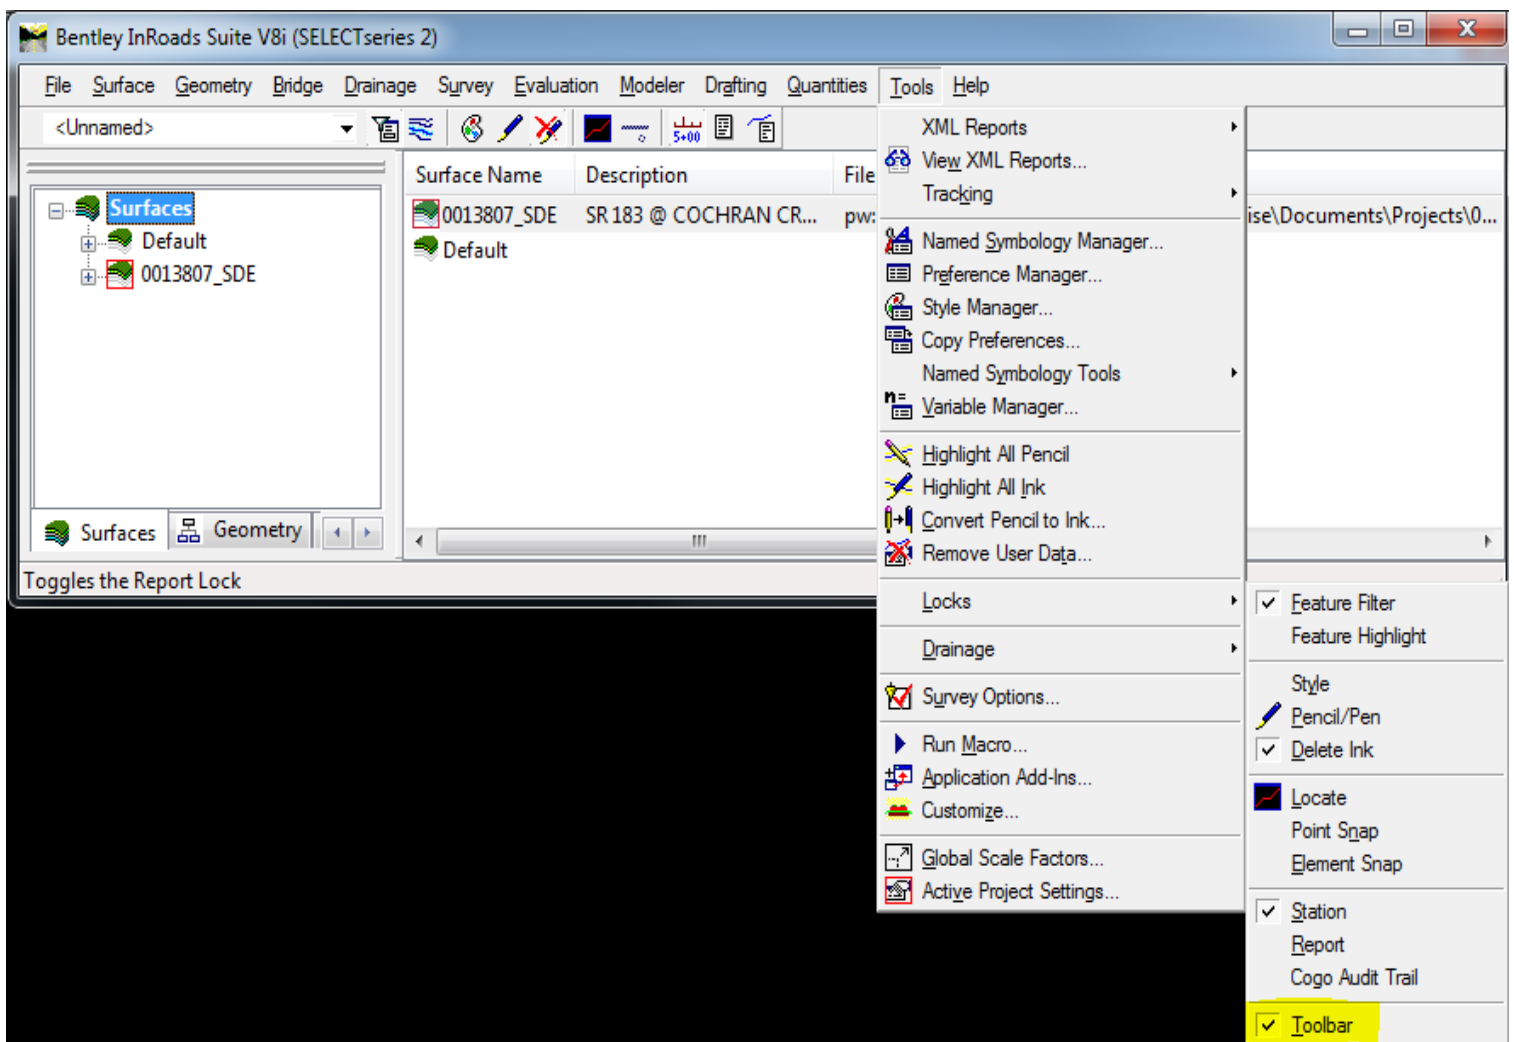 Bentley InRoads Suite V8i (SELECTseries 2)
File Surface Geometry Bridge Drainage Survey Evaluation Modeler Drafting Quantities Tools Help
<Unnamed>
5+00
Surfaces
Default
0013807_SDE
Surfaces Geometry
Surface Name Description File
0013807_SDE SR 183 @ COCHRAN CR... pw: ise\Documents\Projects\0...
Default
Toggles the Report Lock
XML Reports
View XML Reports...
Tracking
Named Symbology Manager...
Preference Manager...
Style Manager...
Copy Preferences...
Named Symbology Tools
n=
Variable Manager...
Highlight All Pencil
Highlight All Ink
Convert Pencil to Ink...
Remove User Data...
Locks
Drainage
Survey Options...
Run Macro...
Application Add-Ins...
Customize...
Global Scale Factors...
Active Project Settings...
Feature Filter
Feature Highlight
Style
Pencil/Pen
Delete Ink
Locate
Point Snap
Element Snap
Station
Report
Cogo Audit Trail
Toolbar